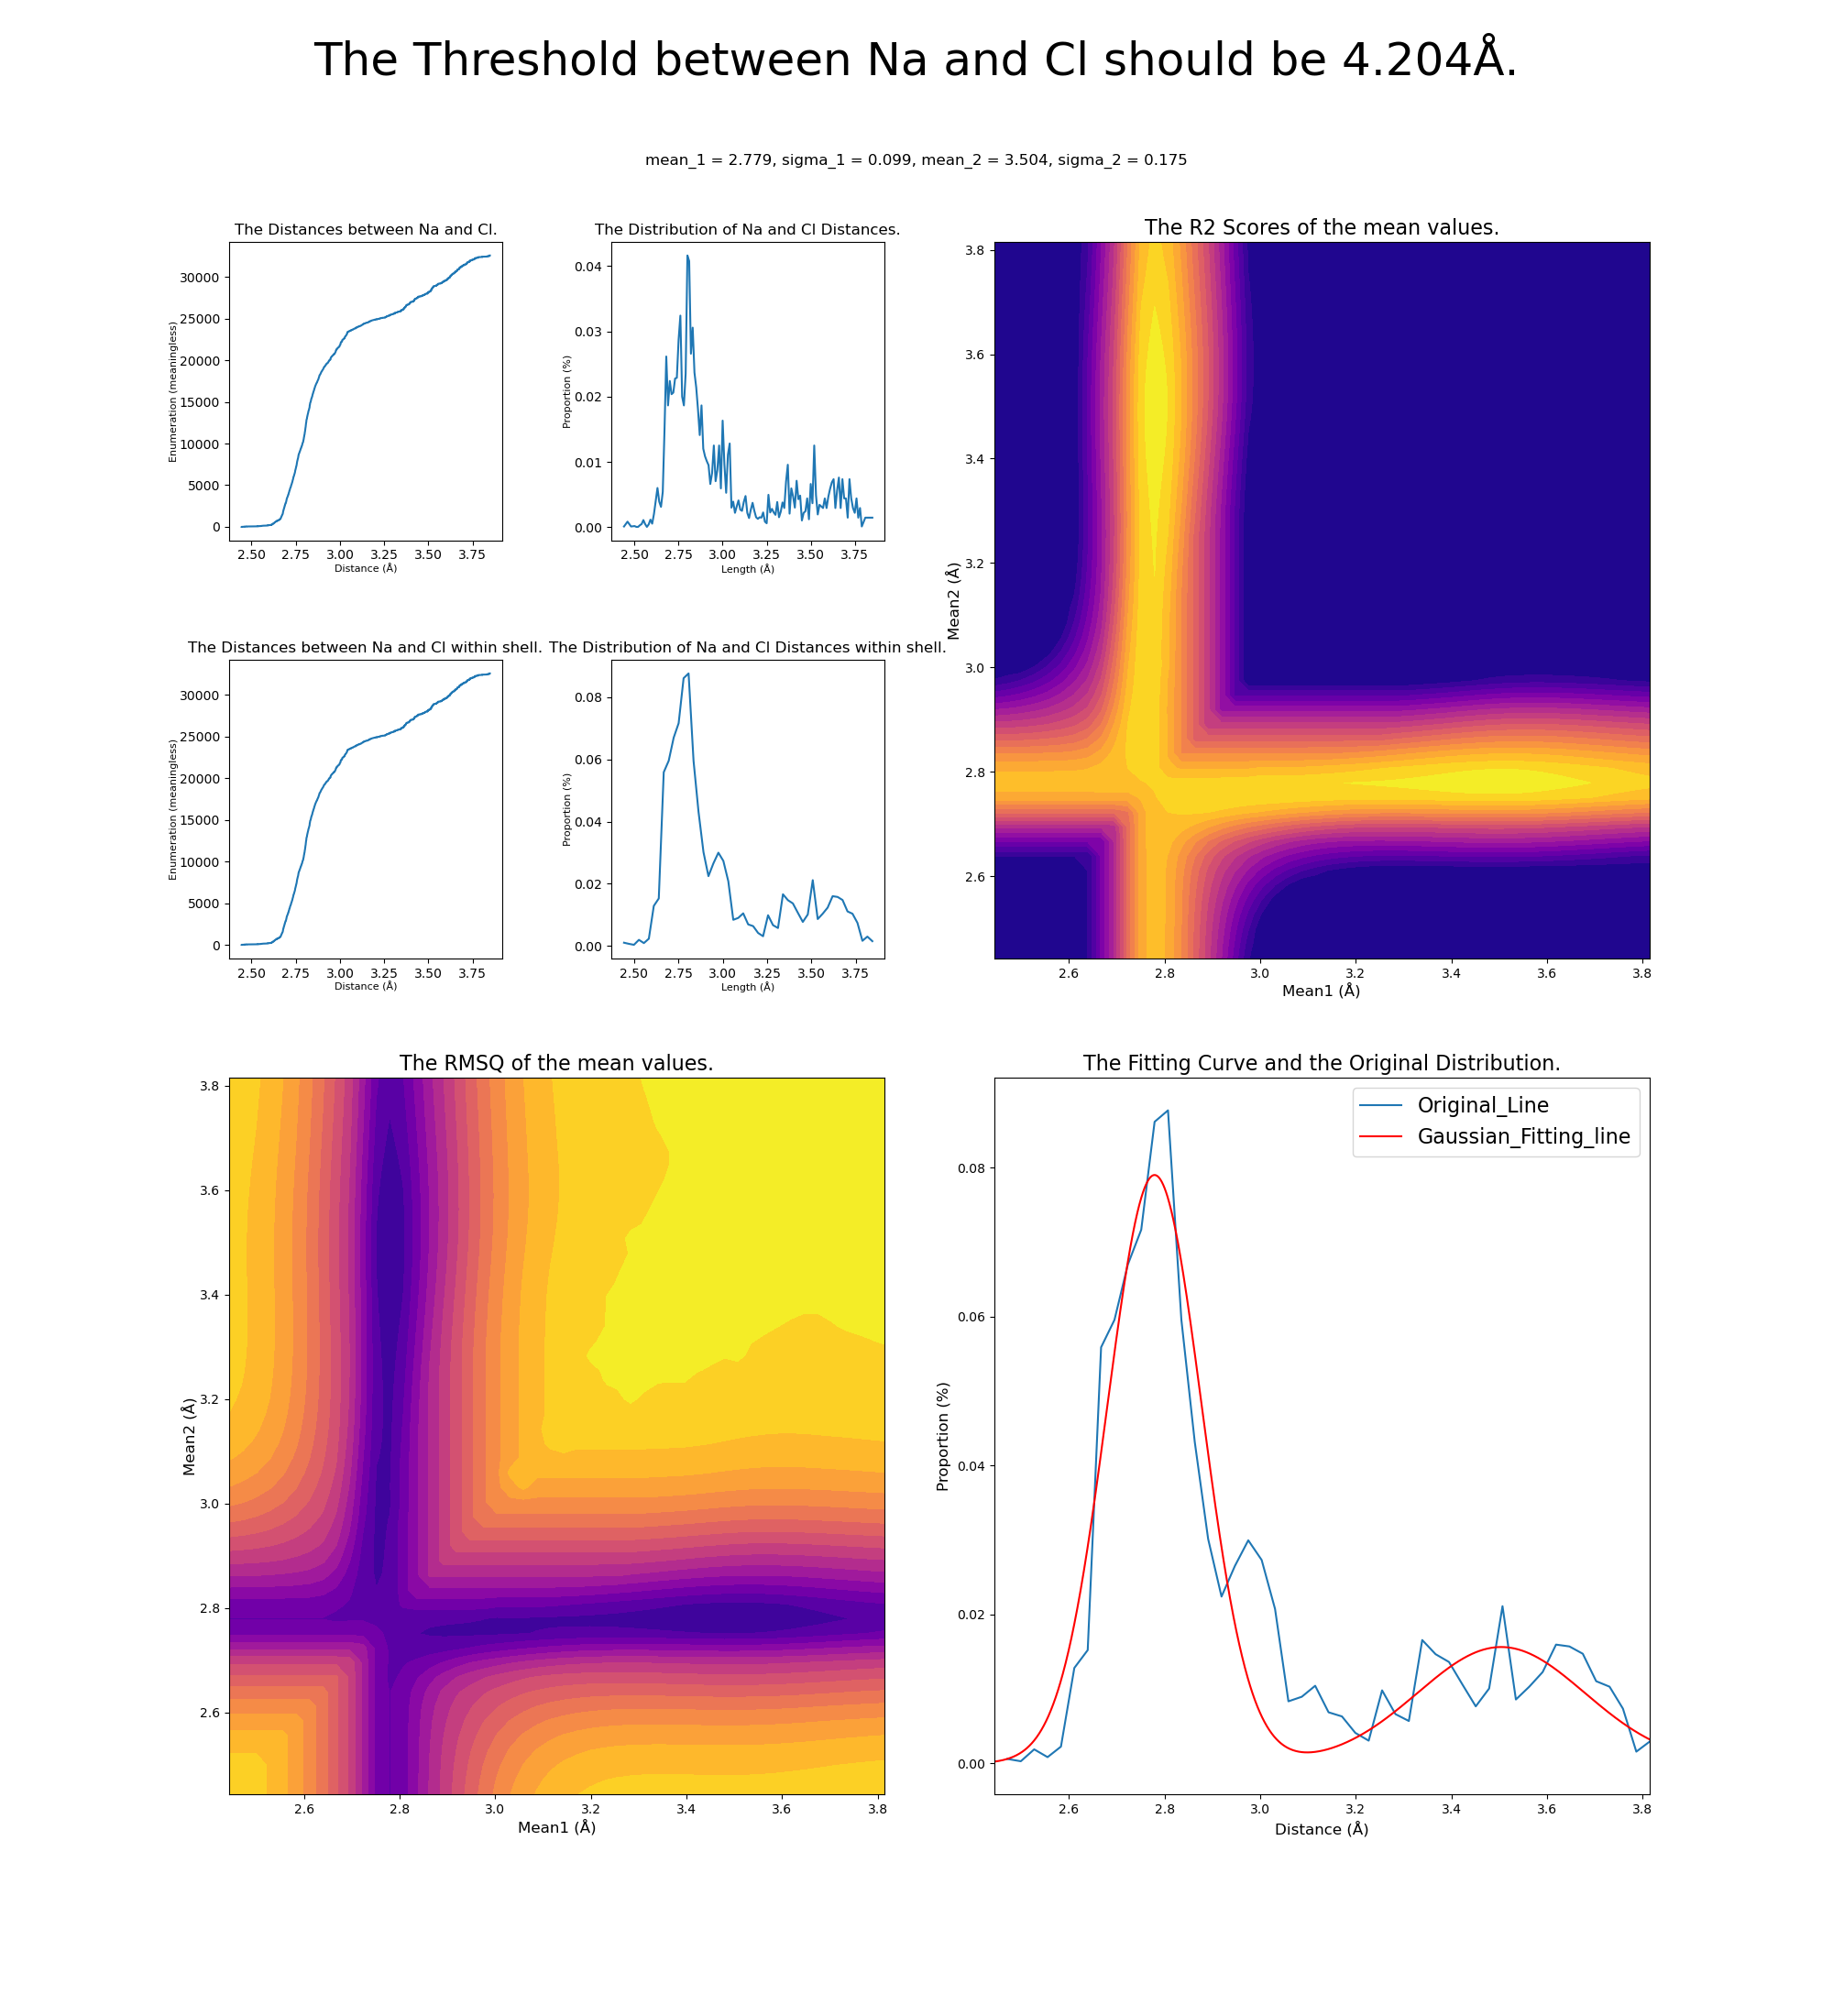 The Threshold between Na and Cl should be 4.204Å.
mean_1 = 2.779, sigma_1 = 0.099, mean_2 = 3.504, sigma_2 = 0.175
The Distances between Na and Cl.
30000
25000
20000
15000
10000
5000
0
Enumeration (meaningless)
2.50 2.75 3.00 3.25 3.50 3.75
Distance (Å)
The Distribution of Na and Cl Distances.
0.04
0.03
0.02
0.01
0.00
Proportion (%)
2.50 2.75 3.00 3.25 3.50 3.75
Length (Å)
The R2 Scores of the mean values.
3.8
3.6
3.4
3.2
3.0
2.8
2.6
Mean2 (Å)
2.6 2.8 3.0 3.2 3.4 3.6 3.8
Mean1 (Å)
The Distances between Na and Cl within shell.
30000
25000
20000
15000
10000
5000
0
Enumeration (meaningless)
2.50 2.75 3.00 3.25 3.50 3.75
Distance (Å)
The Distribution of Na and Cl Distances within shell.
0.08
0.06
0.04
0.02
0.00
Proportion (%)
2.50 2.75 3.00 3.25 3.50 3.75
Length (Å)
The RMSQ of the mean values.
3.8
3.6
3.4
3.2
3.0
2.8
2.6
Mean2 (Å)
2.6 2.8 3.0 3.2 3.4 3.6 3.8
Mean1 (Å)
The Fitting Curve and the Original Distribution.
Original_Line
Gaussian_Fitting_line
0.08
0.06
0.04
0.02
0.00
Proportion (%)
2.6 2.8 3.0 3.2 3.4 3.6 3.8
Distance (Å)